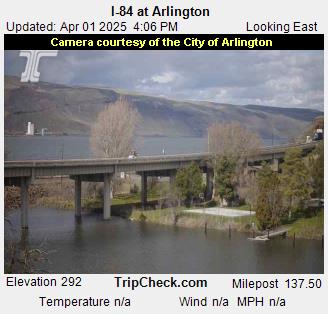 I-84 at Arlington
Updated: Apr 01 2025 4:06 PM Looking East
Camera courtesy of the City of Arlington
Elevation 292 TripCheck.com Milepost 137.50
Temperature n/a Wind n/a MPH n/a